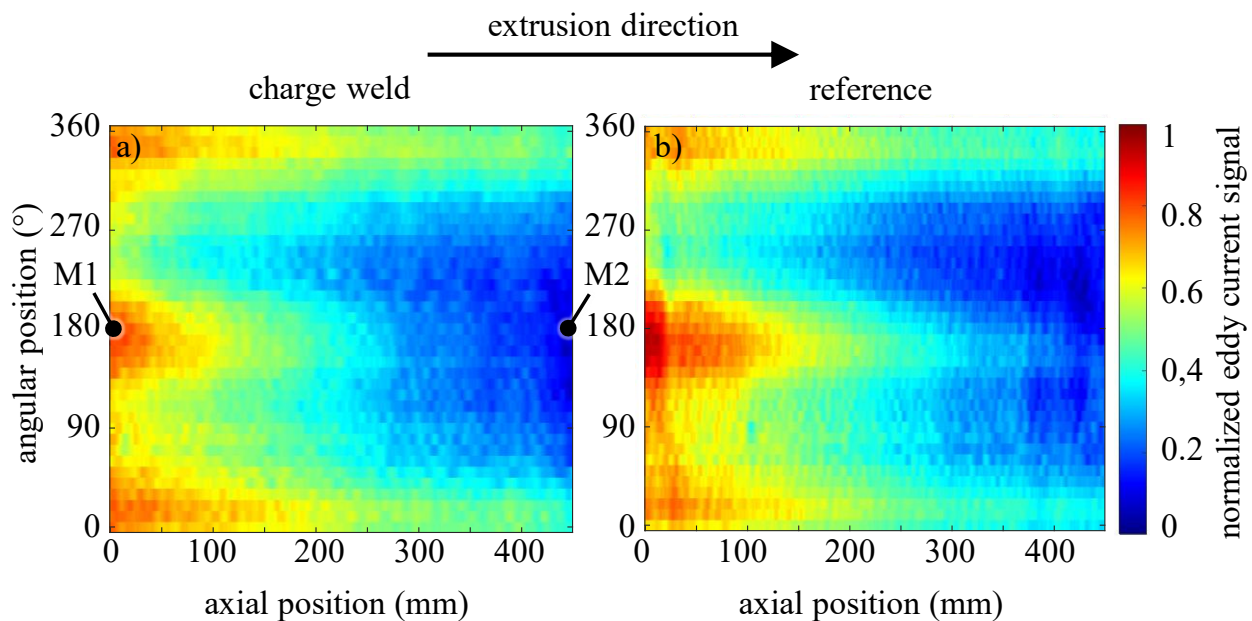 extrusion direction
charge weld
reference
a)
b)
M1
M2
360
270
180
90
0
angular position (°)
0
100
200
300
400
axial position (mm)
360
270
180
90
0
0
100
200
300
400
axial position (mm)
1
0.8
0.6
0,4
0.2
0
normalized eddy current signal